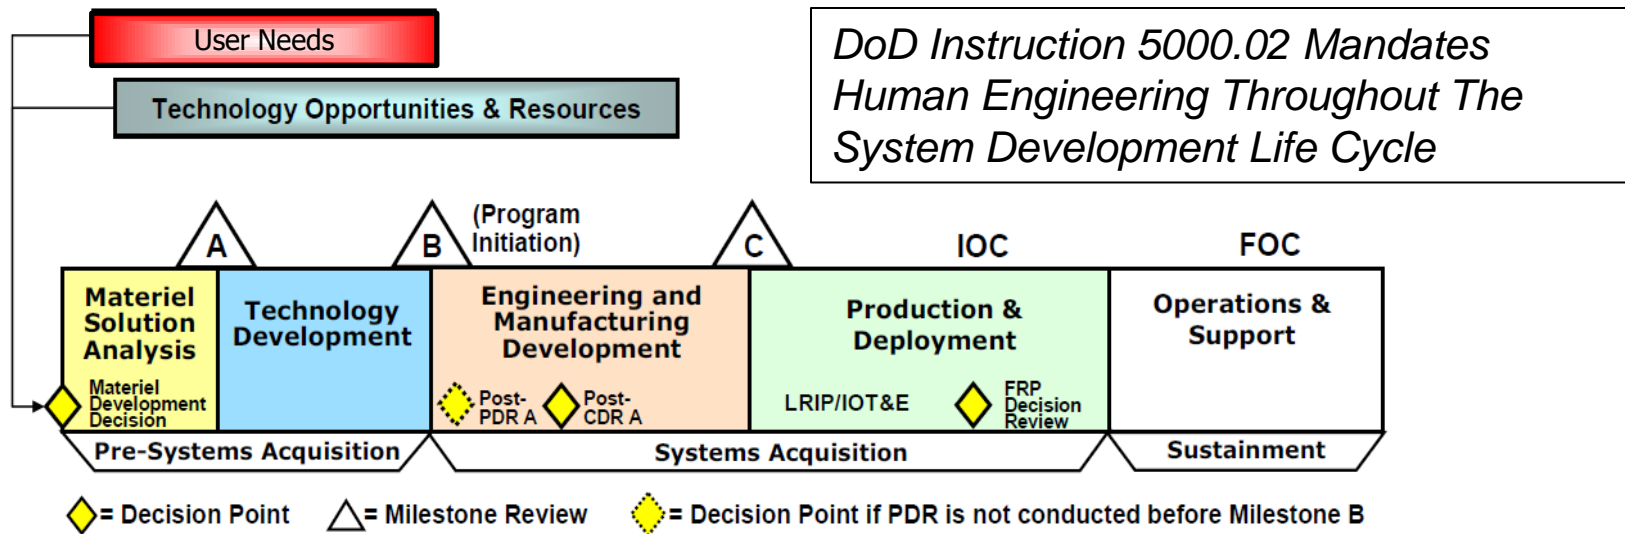 User Needs
Technology Opportunities & Resources
DoD Instruction 5000.02 Mandates
Human Engineering Throughout The
System Development Life Cycle
A
B
(Program
Initiation)
C
IOC
FOC
Materiel
Solution
Analysis
Technology
Development
Engineering and
Manufacturing
Development
Production &
Deployment
Operations &
Support
Materiel
Development
Decision
Post-
PDR A
Post-
CDR A
LRIP/IOT&E
FRP
Decision
Review
Pre-Systems Acquisition
Systems Acquisition
Sustainment
= Decision Point
= Milestone Review
= Decision Point if PDR is not conducted before Milestone B